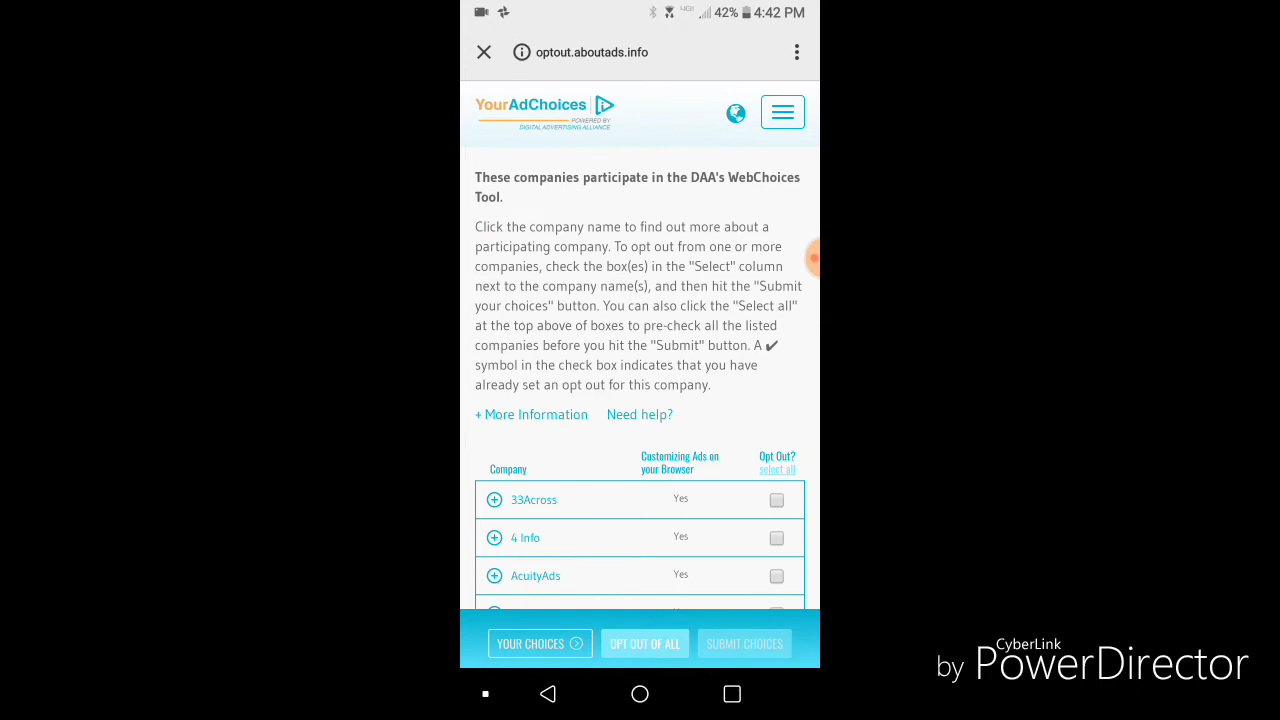 4G 42% 4:42 PM
optout.aboutads.info
YourAdChoices
POWERED BY
DIGITAL ADVERTISING ALLIANCE
These companies participate in the DAA's WebChoices
Tool.
Click the company name to find out more about a
participating company. To opt out from one or more
companies, check the box(es) in the "Select" column
next to the company name(s), and then hit the "Submit
your choices" button. You can also click the "Select all"
at the top above of boxes to pre-check all the listed
companies before you hit the "Submit" button. A ✔
symbol in the check box indicates that you have
already set an opt out for this company.
+ More Information Need help?
Company Customizing Ads on your Browser Opt Out? select all
33Across Yes
4 Info Yes
AcuityAds Yes
YOUR CHOICES OPT OUT OF ALL SUBMIT CHOICES
by CyberLink PowerDirector